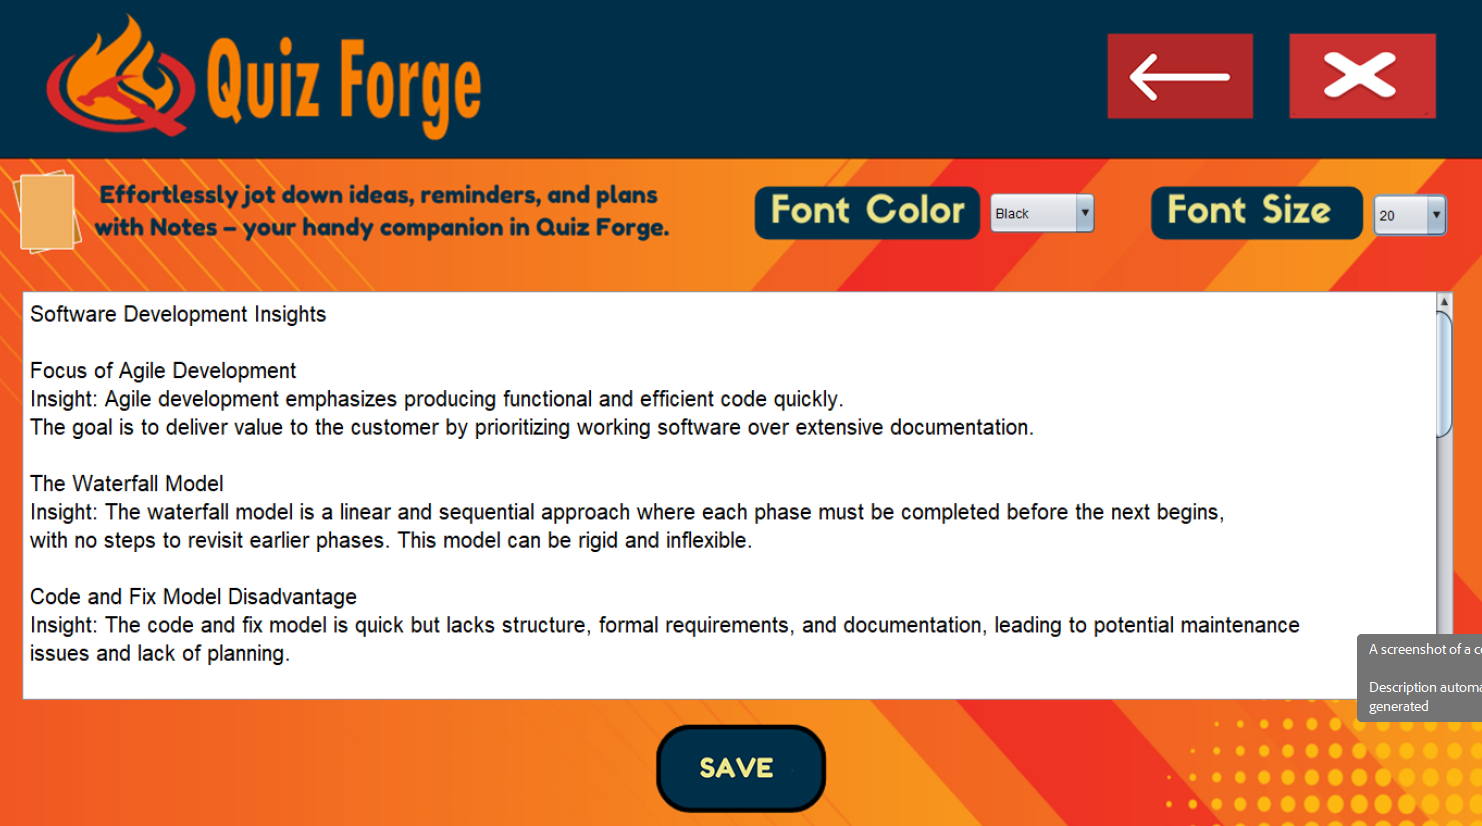 Quiz Forge
Effortlessly jot down ideas, reminders, and plans
with Notes – your handy companion in Quiz Forge.
Font Color
Black
Font Size
20
Software Development Insights
Focus of Agile Development
Insight: Agile development emphasizes producing functional and efficient code quickly.
The goal is to deliver value to the customer by prioritizing working software over extensive documentation.
The Waterfall Model
Insight: The waterfall model is a linear and sequential approach where each phase must be completed before the next begins,
with no steps to revisit earlier phases. This model can be rigid and inflexible.
Code and Fix Model Disadvantage
Insight: The code and fix model is quick but lacks structure, formal requirements, and documentation, leading to potential maintenance
issues and lack of planning.
A screenshot of a
Description
generated
SAVE